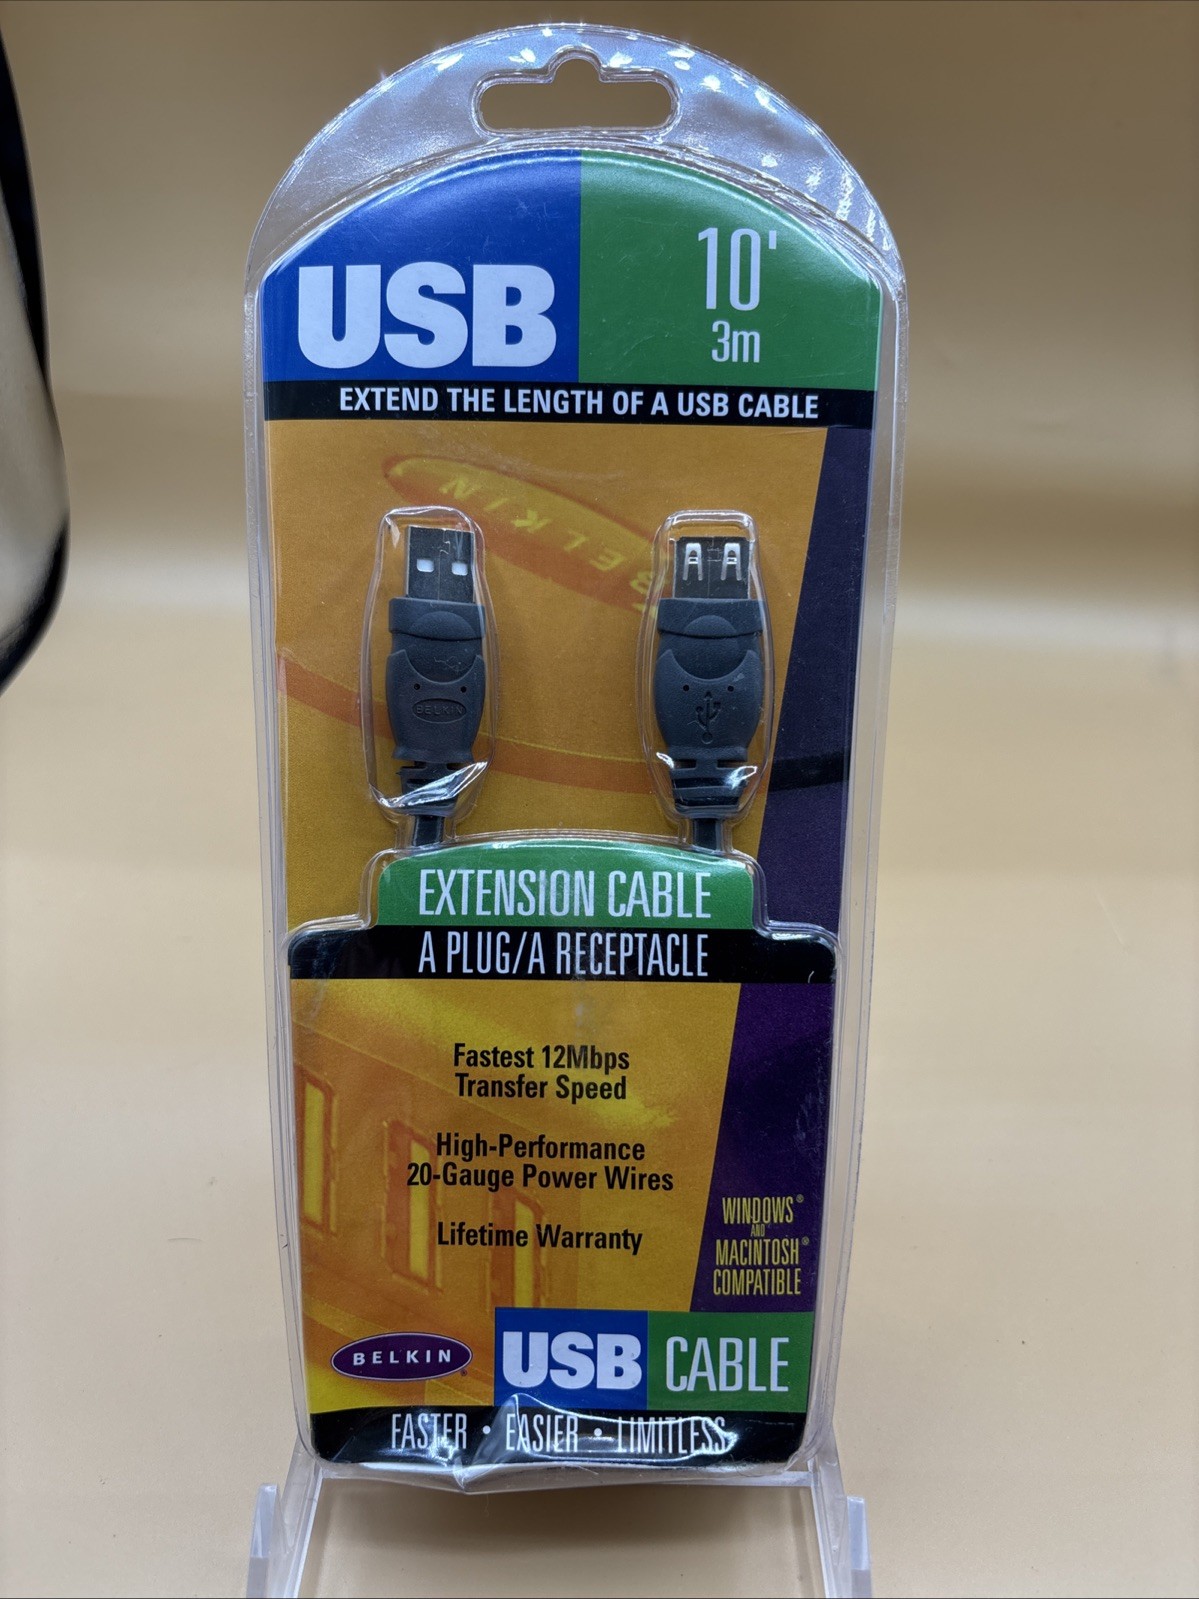 USB
10'
3m
EXTEND THE LENGTH OF A USB CABLE
BELKIN
BELKIN
EXTENSION CABLE
A PLUG/A RECEPTACLE
Fastest 12Mbps
Transfer Speed
High-Performance
20-Gauge Power Wires
Lifetime Warranty
WINDOWS®
AND
MACINTOSH®
COMPATIBLE
BELKIN
USB CABLE
FASTER • EASIER • LIMITLESS